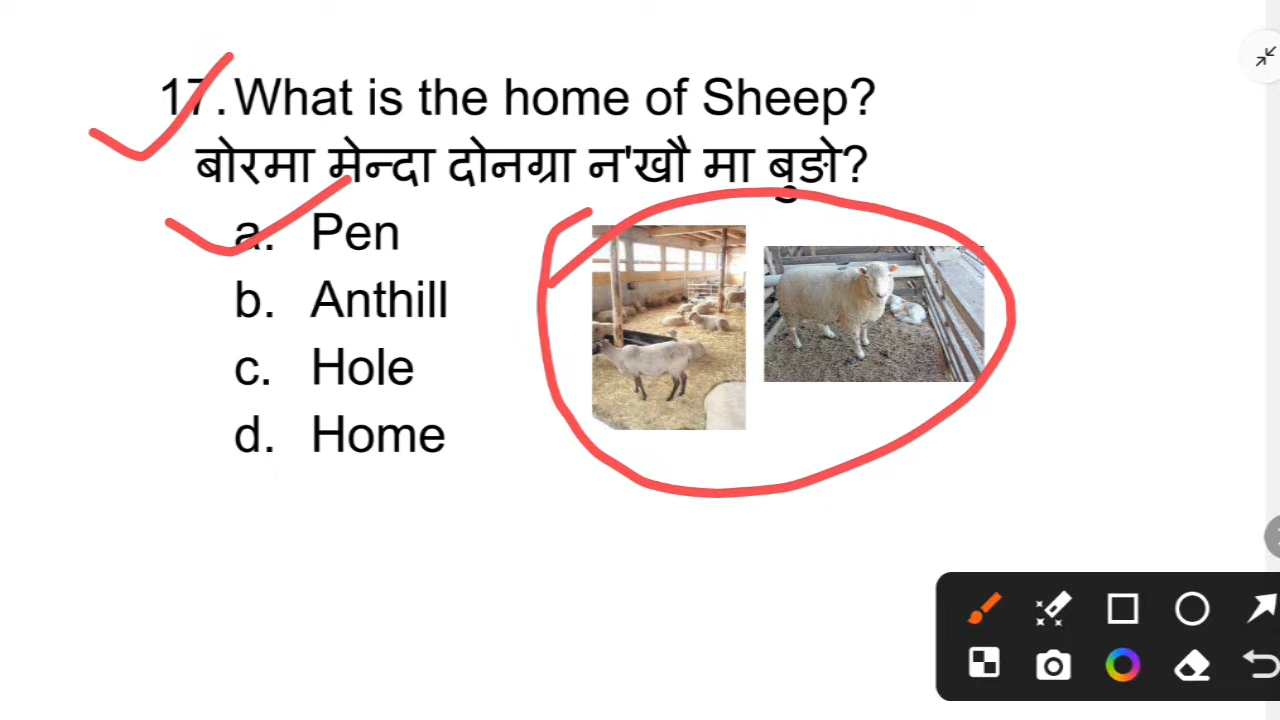 17. What is the home of Sheep?
बोरमा मेन्दा दोनग्रा न'खौ मा बुङो?
a. Pen
b. Anthill
c. Hole
d. Home